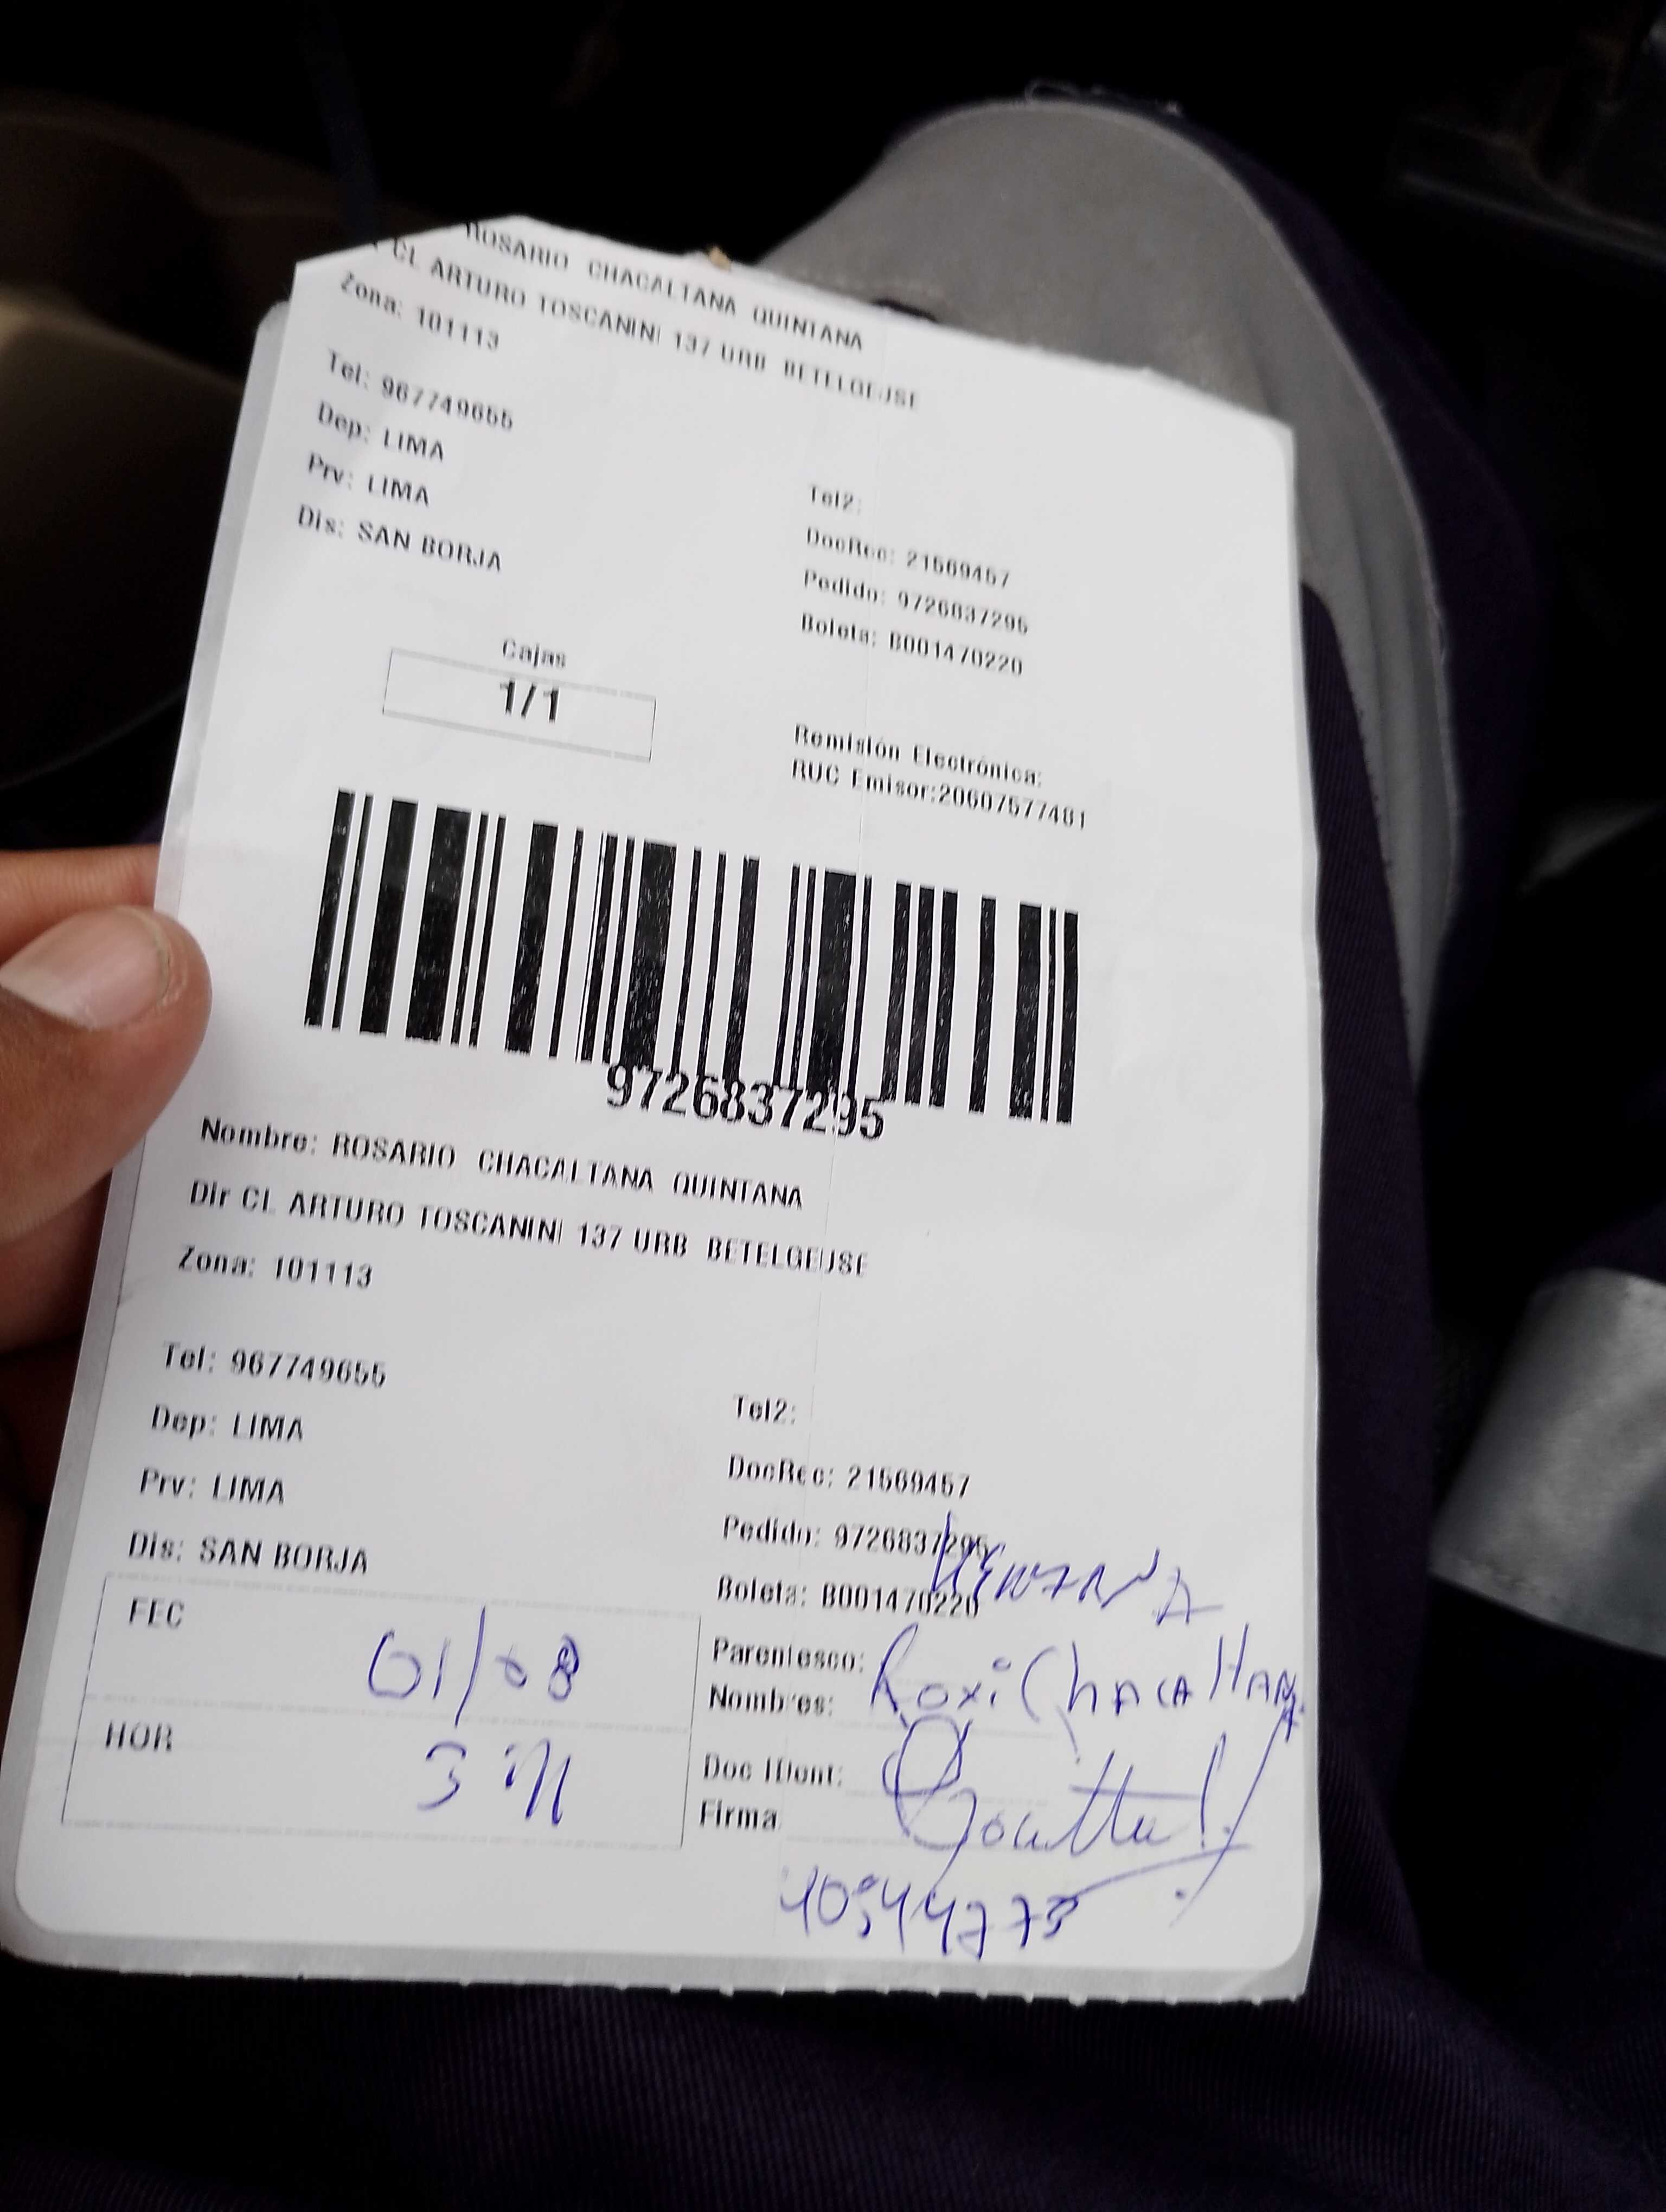 ROSARIO CHACALTANA QUINTANA
CL ARTURO TOSCANINI 137 URB BETELGEUSE
Zona: 101113
Tel: 967749655
Dep: LIMA
Prv: LIMA
Dis: SAN BORJA
Tel2:
DocRec: 21569457
Pedido: 9726837295
Boleta: B001470220
Cajas
1/1
Remisión Electrónica:
RUC Emisor:20607577481
9726837295
Nombre: ROSARIO CHACALTANA QUINTANA
Dir CL ARTURO TOSCANINI 137 URB BETELGEUSE
Zona: 101113
Tel: 967749655
Dep: LIMA
Prv: LIMA
Dis: SAN BORJA
Tel2:
DocRec: 21569457
Pedido: 9726837295
Boleta: B001470220
FEC 01/08
HOR
Parentesco:
Nombres: Roxi Chacaltana
Doc Ident:
Firma